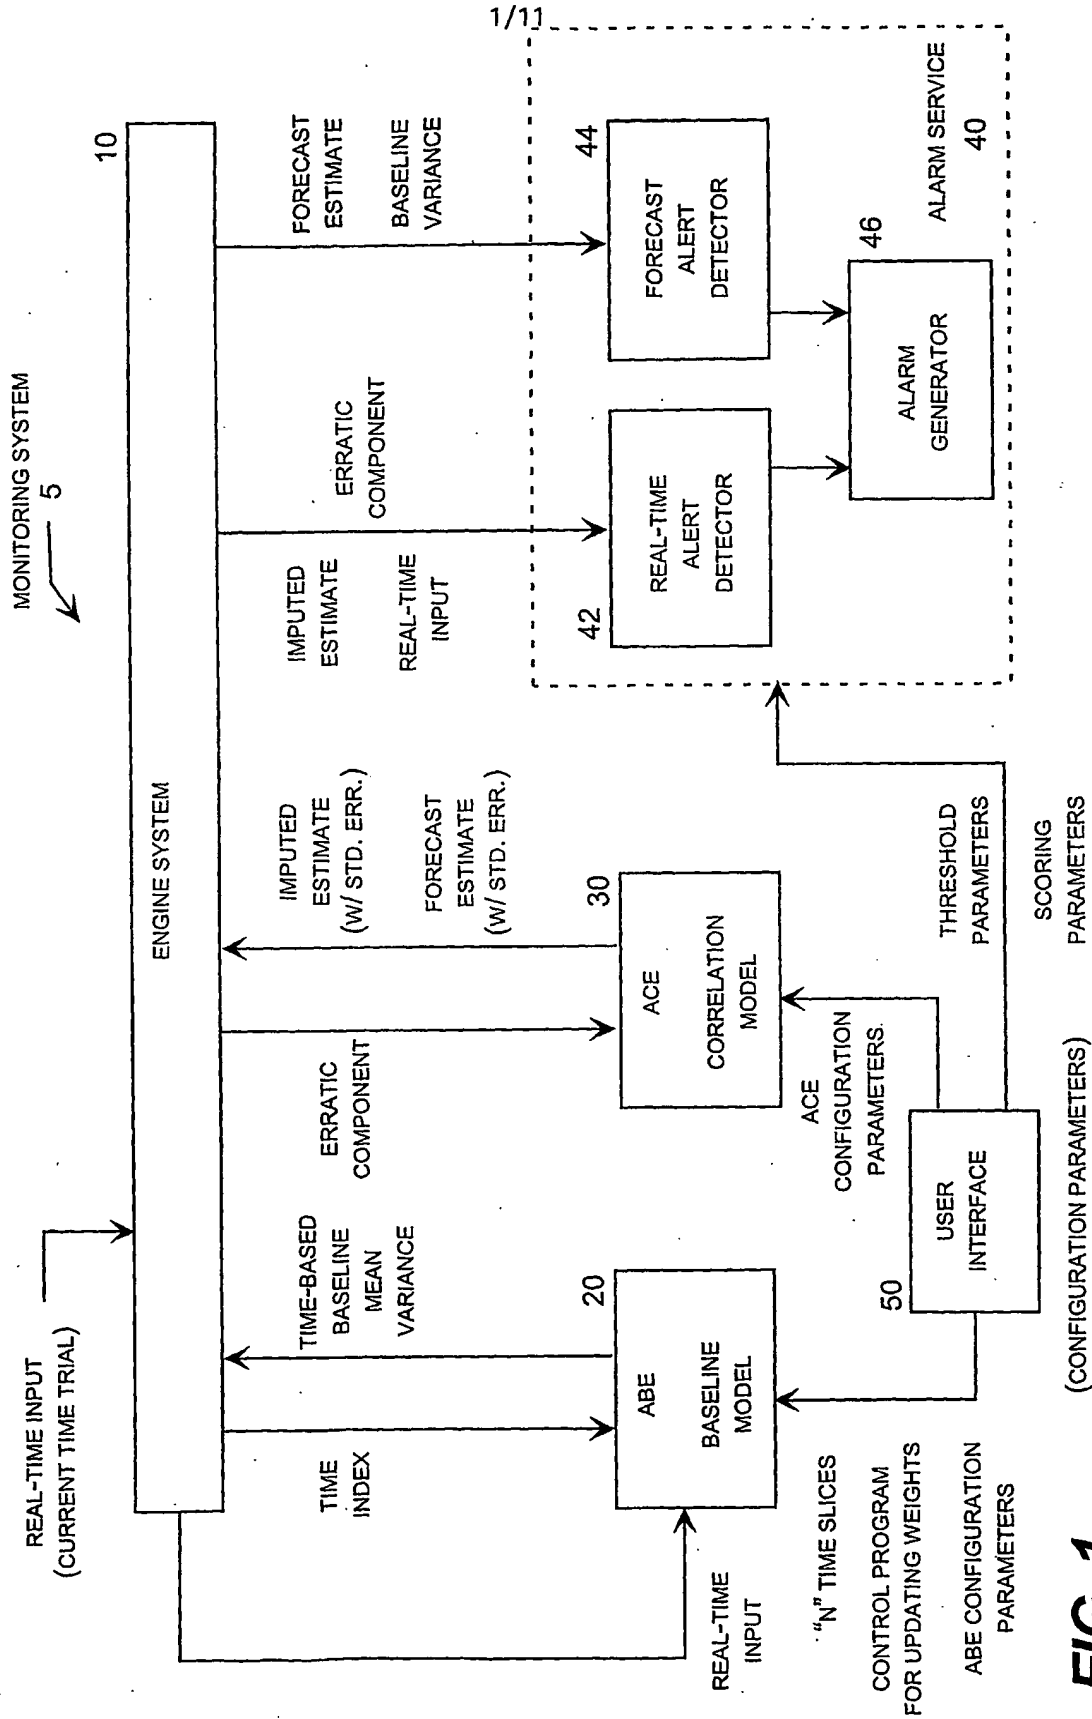 1/11
MONITORING SYSTEM
5
REAL-TIME INPUT
(CURRENT TIME TRIAL)
10
ENGINE SYSTEM
TIME
INDEX
TIME-BASED
BASELINE
MEAN
VARIANCE
ERRATIC
COMPONENT
IMPUTED
ESTIMATE
(W/ STD. ERR.)
FORECAST
ESTIMATE
(W/ STD. ERR.)
IMPUTED
ESTIMATE
REAL-TIME
INPUT
ERRATIC
COMPONENT
FORECAST
ESTIMATE
BASELINE
VARIANCE
REAL-TIME
INPUT
20
ABE
BASELINE
MODEL
30
ACE
CORRELATION
MODEL
42
REAL-TIME
ALERT
DETECTOR
44
FORECAST
ALERT
DETECTOR
46
ALARM
GENERATOR
ALARM SERVICE
40
"N" TIME SLICES
CONTROL PROGRAM
FOR UPDATING WEIGHTS
ABE CONFIGURATION
PARAMETERS
50
USER
INTERFACE
ACE
CONFIGURATION
PARAMETERS.
THRESHOLD
PARAMETERS
SCORING
PARAMETERS
(CONFIGURATION PARAMETERS)
FIG. 1